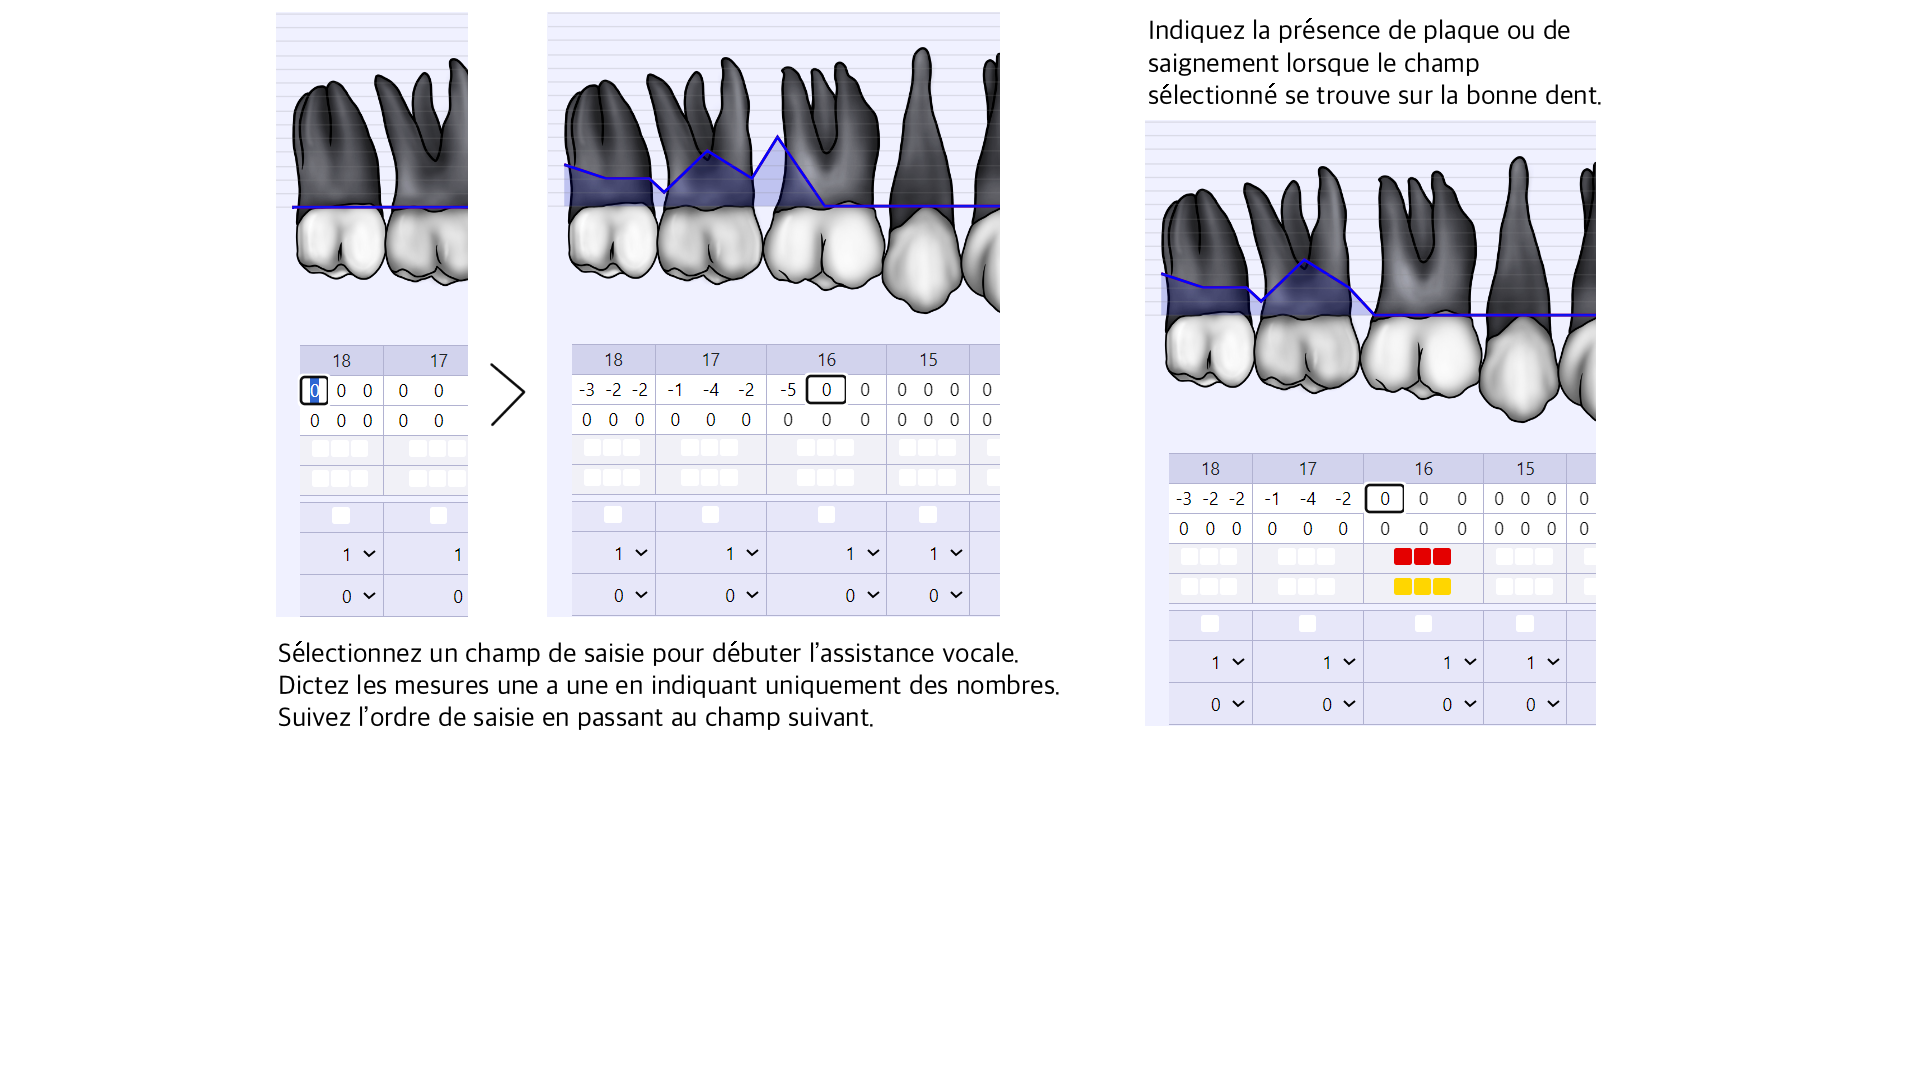 18 17
0 0 0 0 0
0 0 0 0 0
1 1
0 0
18 17 16 15
-3 -2 -2 -1 -4 -2 -5 0 0 0 0 0 0
0 0 0 0 0 0 0 0 0 0 0 0 0
1 1 1 1
0 0 0 0
Sélectionnez un champ de saisie pour débuter l’assistance vocale.
Dictez les mesures une a une en indiquant uniquement des nombres.
Suivez l’ordre de saisie en passant au champ suivant.
Indiquez la présence de plaque ou de
saignement lorsque le champ
sélectionné se trouve sur la bonne dent.
18 17 16 15
-3 -2 -2 -1 -4 -2 0 0 0 0 0 0 0
0 0 0 0 0 0 0 0 0 0 0 0 0
1 1 1 1
0 0 0 0